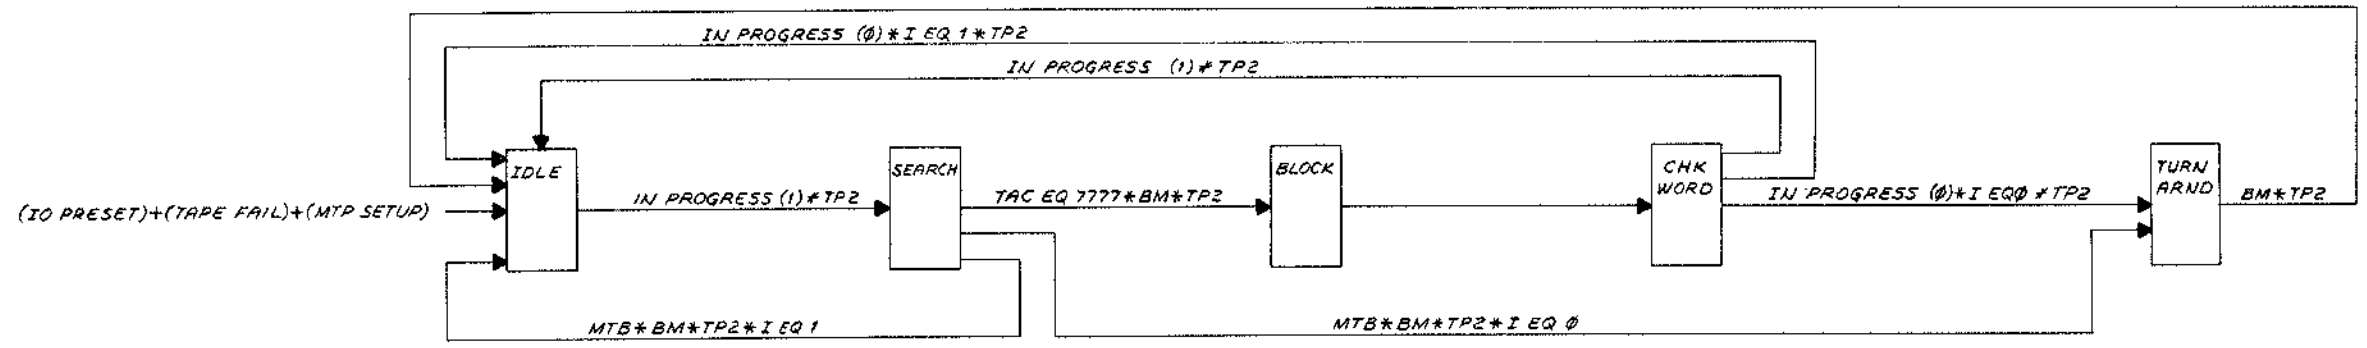 IN PROGRESS (Ø)*I EQ 1*TP2
IN PROGRESS (1)*TP2
IDLE
SEARCH
BLOCK
CHK
WORD
TURN
ARND
(IO PRESET)+(TAPE FAIL)+(MTP SETUP)
IN PROGRESS (1)*TP2
TAC EQ 7777*BM*TP2
IN PROGRESS (Ø)*I EQØ *TP2
BM*TP2
MTB*BM*TP2*I EQ 1
MTB*BM*TP2*I EQ Ø